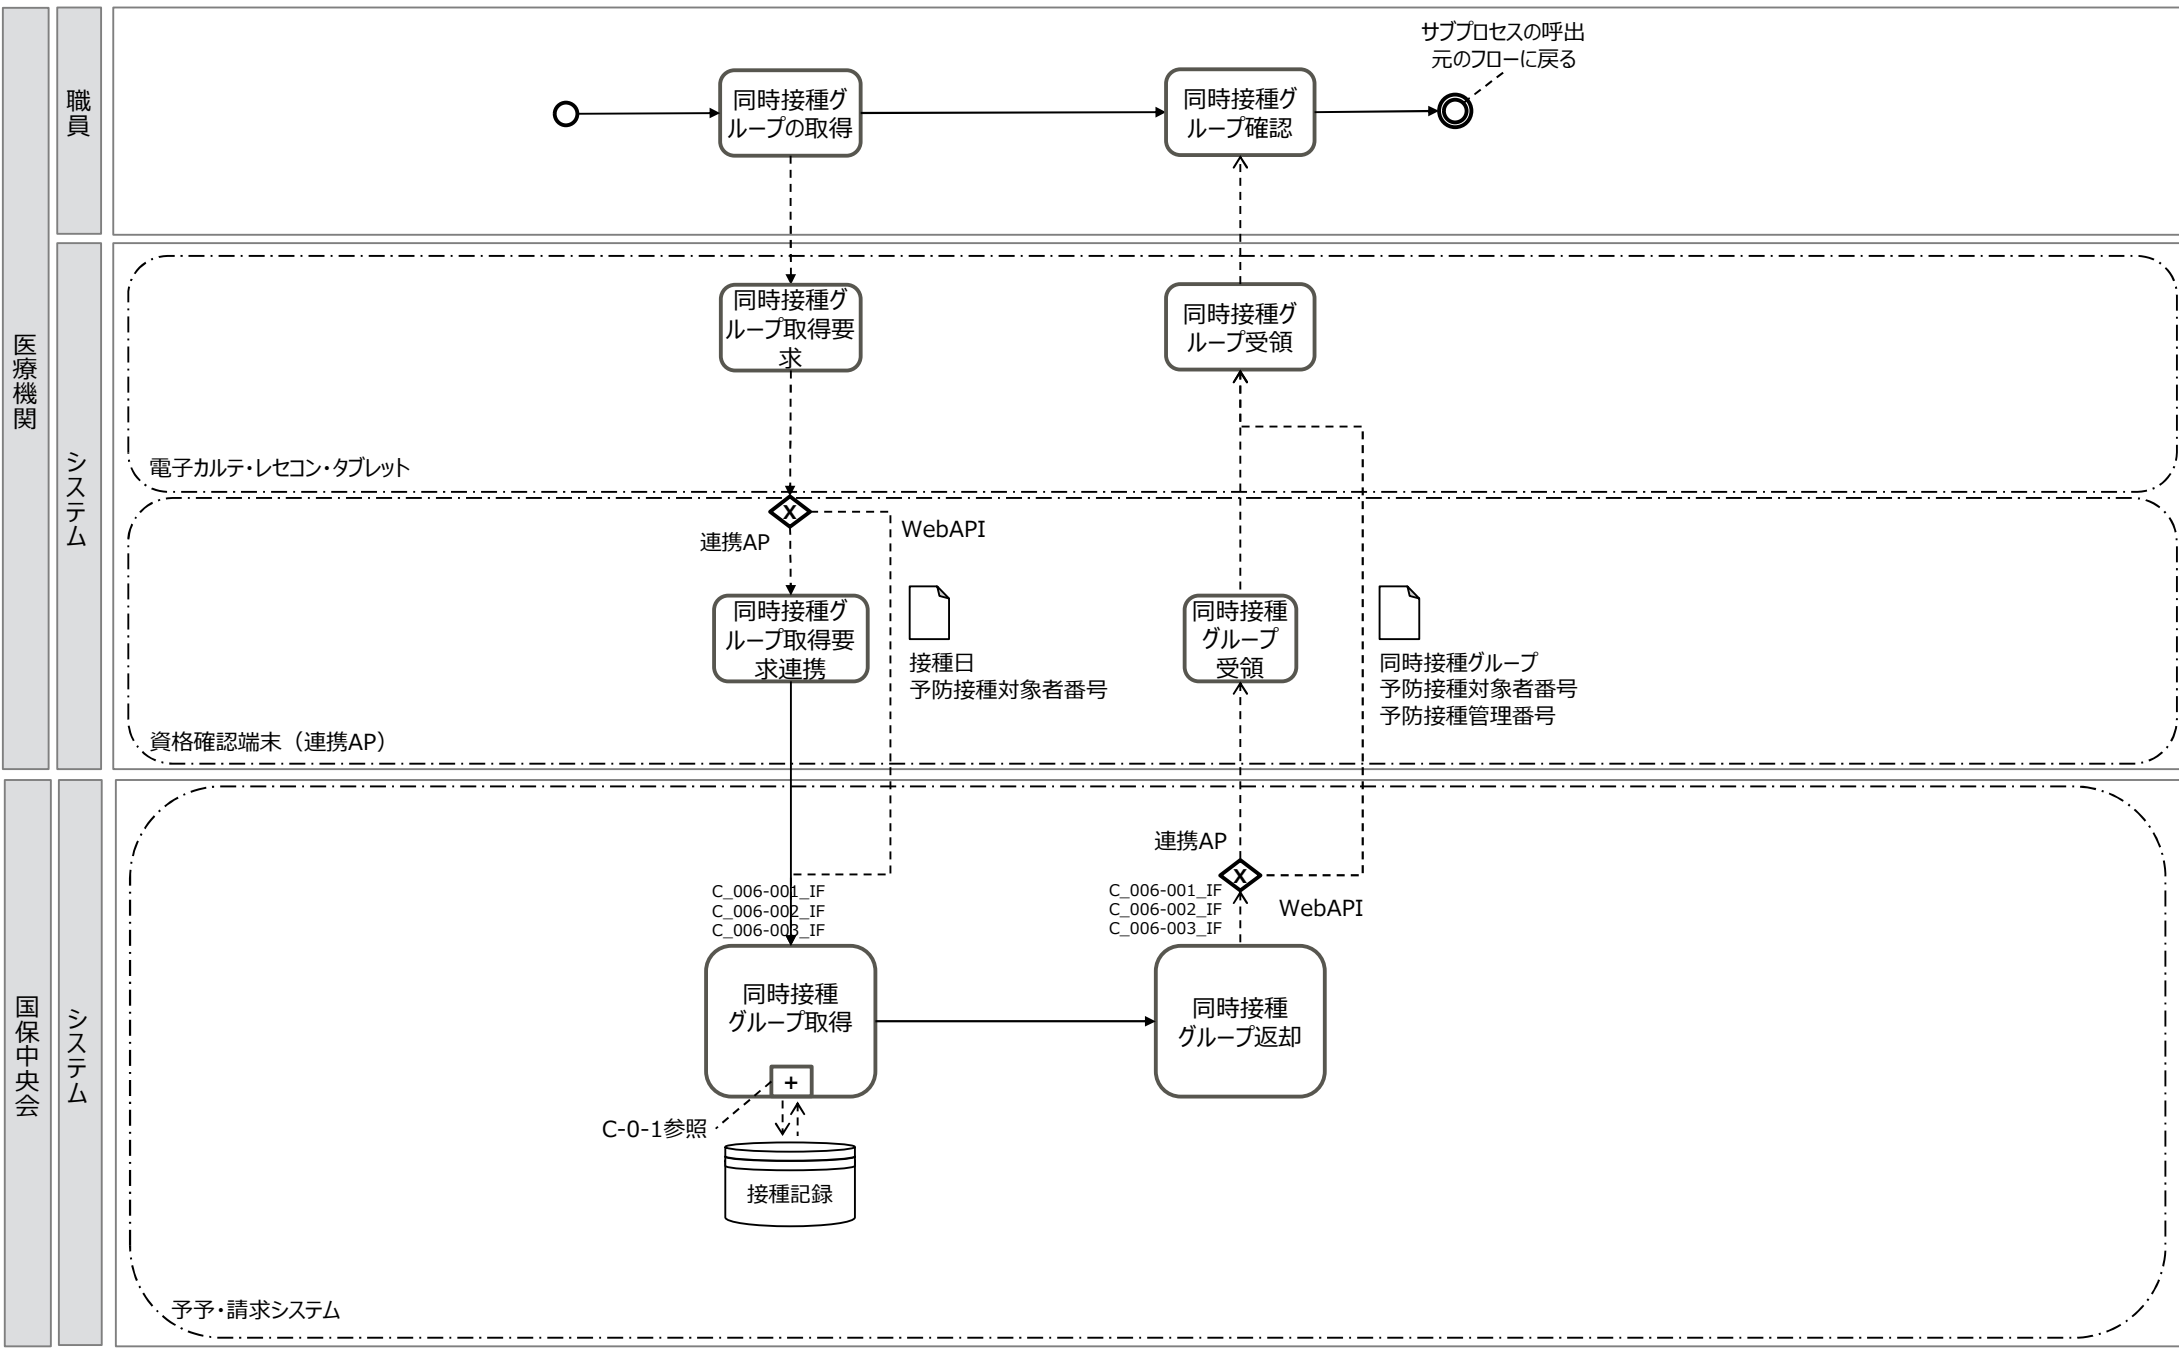 医療機関
職員
サブプロセスの呼出
元のフローに戻る
同時接種グ
ループの取得
同時接種グ
ループ確認
システム
同時接種グ
ループ取得要
求
同時接種グ
ループ受領
電子カルテ・レセコン・タブレット
X
連携AP
WebAPI
同時接種グ
ループ取得要
求連携
接種日
予防接種対象者番号
同時接種
グループ
受領
同時接種グループ
予防接種対象者番号
予防接種管理番号
資格確認端末（連携AP）
国保中央会
システム
連携AP
X
WebAPI
C_006-001_IF
C_006-002_IF
C_006-003_IF
C_006-001_IF
C_006-002_IF
C_006-003_IF
同時接種
グループ取得
+
同時接種
グループ返却
C-0-1参照
接種記録
予予・請求システム